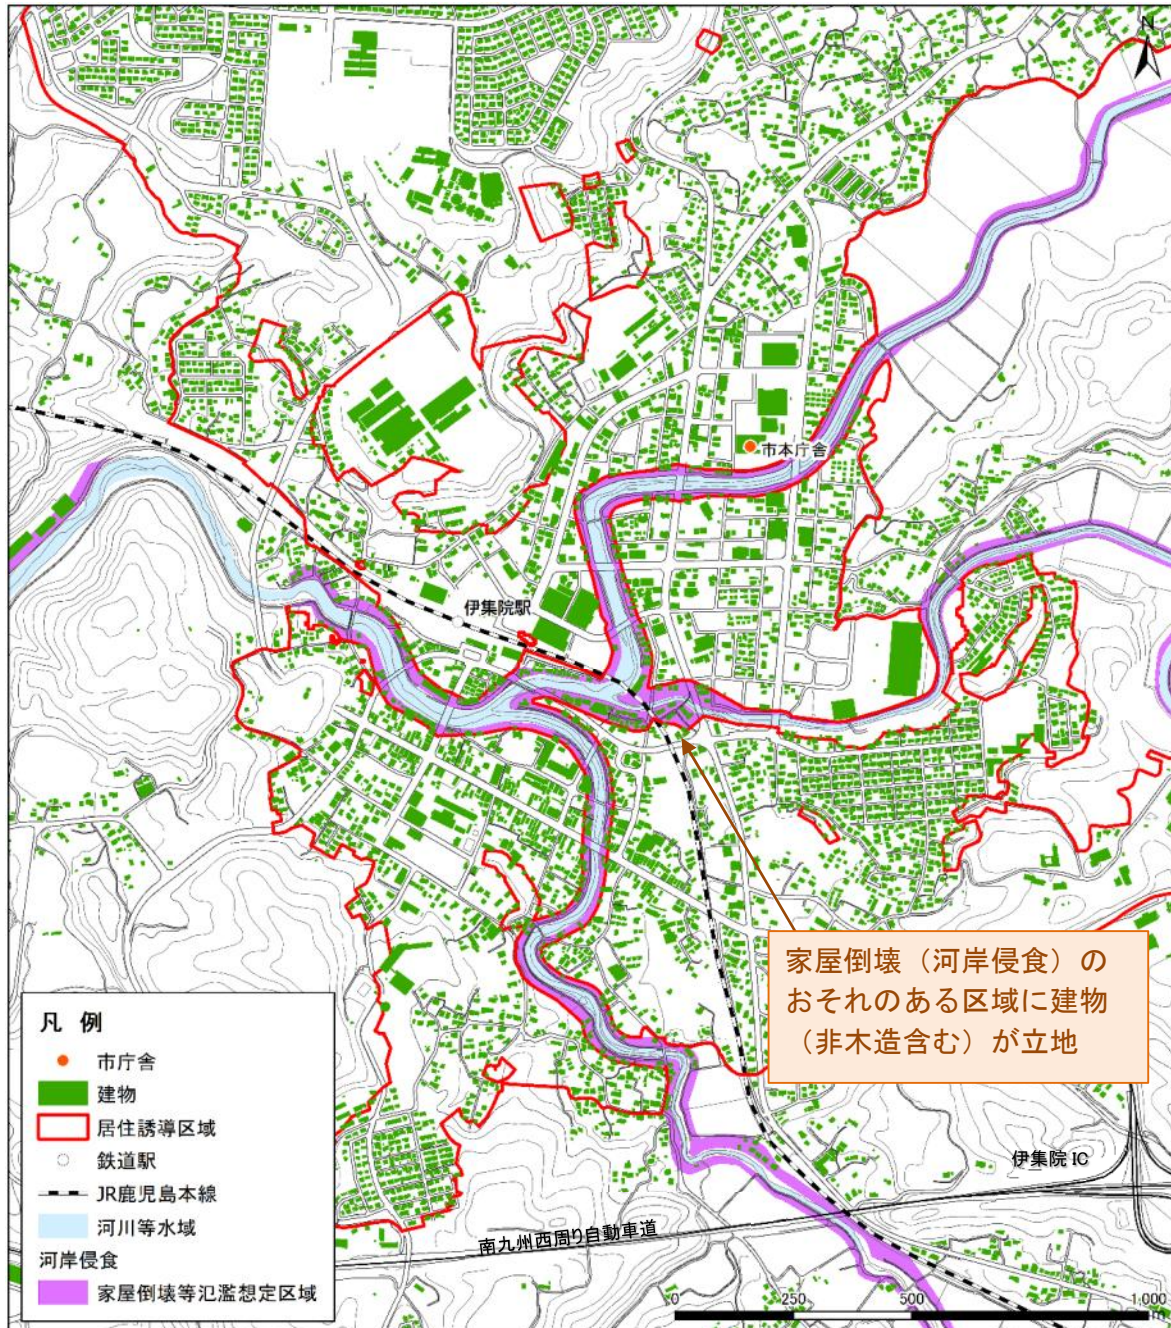 N
市本庁舎
伊集院駅
家屋倒壊（河岸侵食）の
おそれのある区域に建物
（非木造含む）が立地
凡 例
市庁舎
建物
居住誘導区域
鉄道駅
JR鹿児島本線
河川等水域
河岸侵食
家屋倒壊等氾濫想定区域
伊集院 IC
南九州西周り自動車道
0 250 500 1,000
m